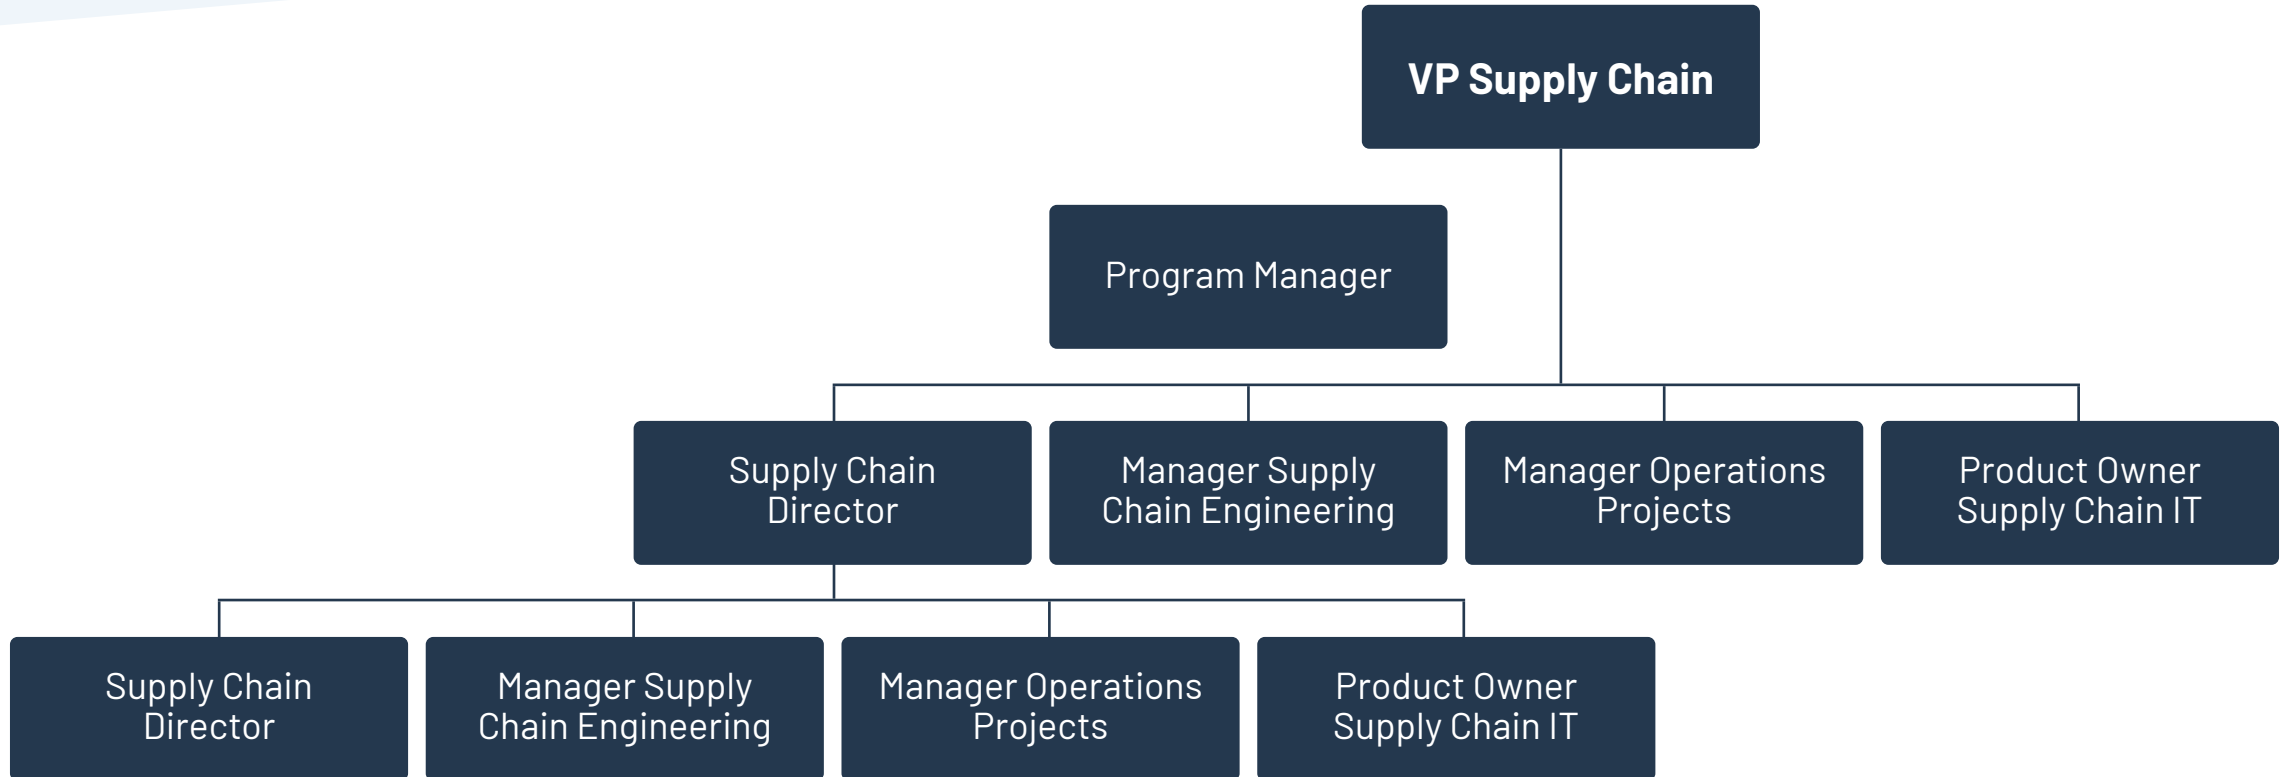 VP Supply Chain
Program Manager
Supply Chain
Director
Manager Supply
Chain Engineering
Manager Operations
Projects
Product Owner
Supply Chain IT
Supply Chain
Director
Manager Supply
Chain Engineering
Manager Operations
Projects
Product Owner
Supply Chain IT